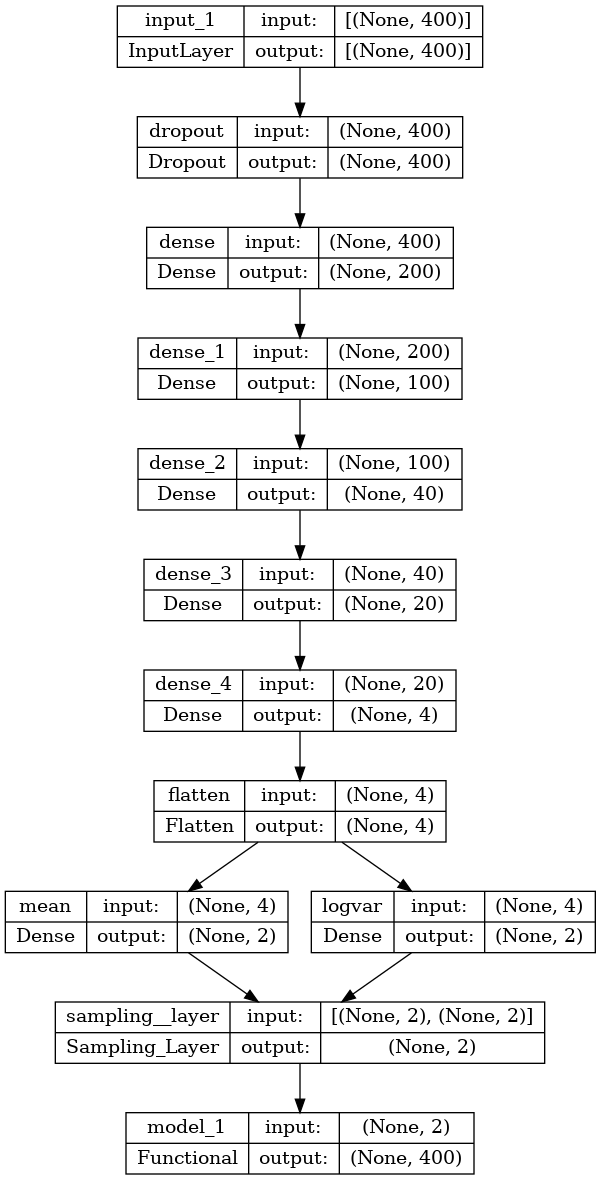 input_1 input: [(None, 400)]
InputLayer output: [(None, 400)]
dropout input: (None, 400)
Dropout output: (None, 400)
dense input: (None, 400)
Dense output: (None, 200)
dense_1 input: (None, 200)
Dense output: (None, 100)
dense_2 input: (None, 100)
Dense output: (None, 40)
dense_3 input: (None, 40)
Dense output: (None, 20)
dense_4 input: (None, 20)
Dense output: (None, 4)
flatten input: (None, 4)
Flatten output: (None, 4)
mean input: (None, 4)
Dense output: (None, 2)
logvar input: (None, 4)
Dense output: (None, 2)
sampling__layer input: [(None, 2), (None, 2)]
Sampling_Layer output: (None, 2)
model_1 input: (None, 2)
Functional output: (None, 400)